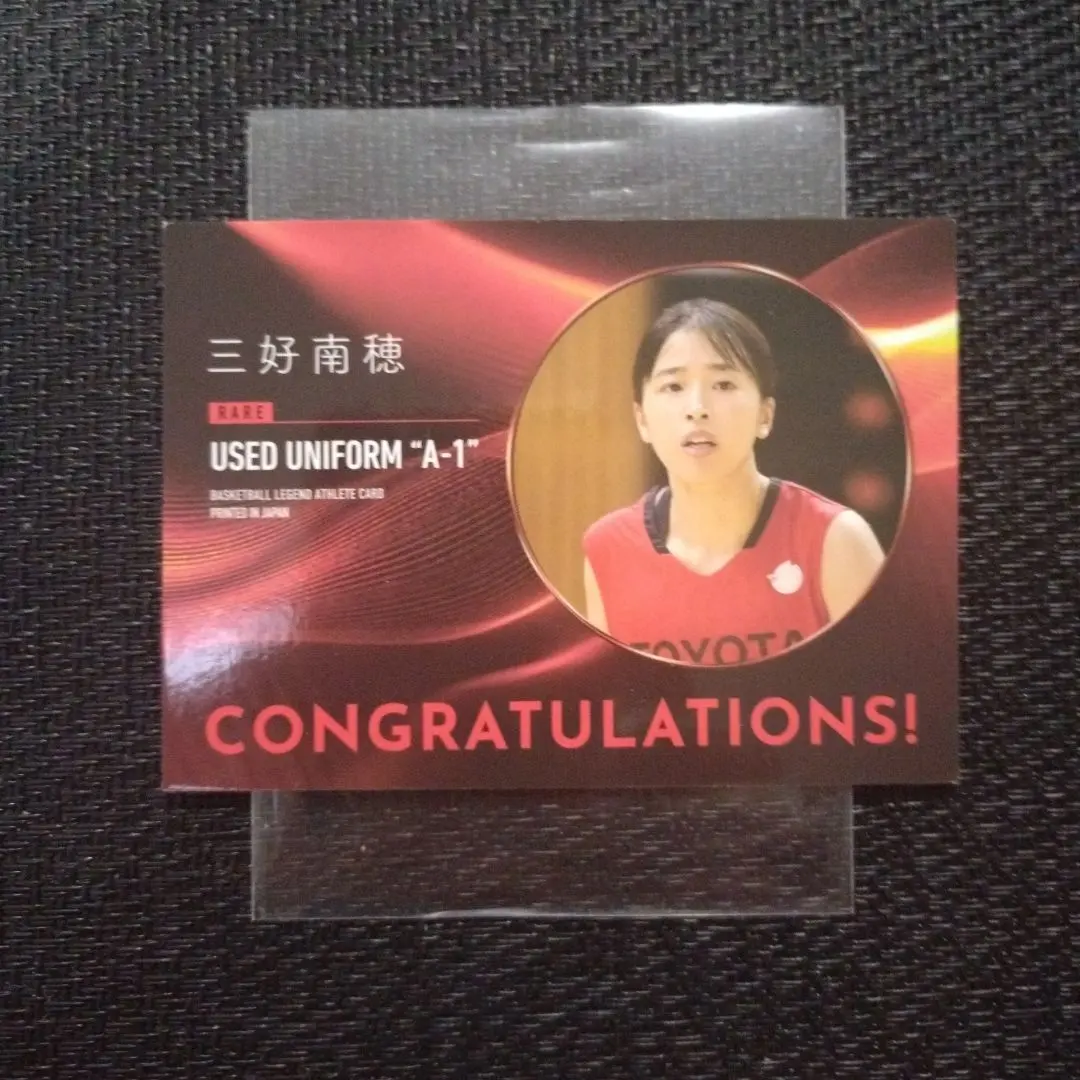 三好南穂
RARE
USED UNIFORM “A-1”
BASKETBALL LEGEND ATHLETE CARD
PRINTED IN JAPAN
TOYOTA
CONGRATULATIONS!